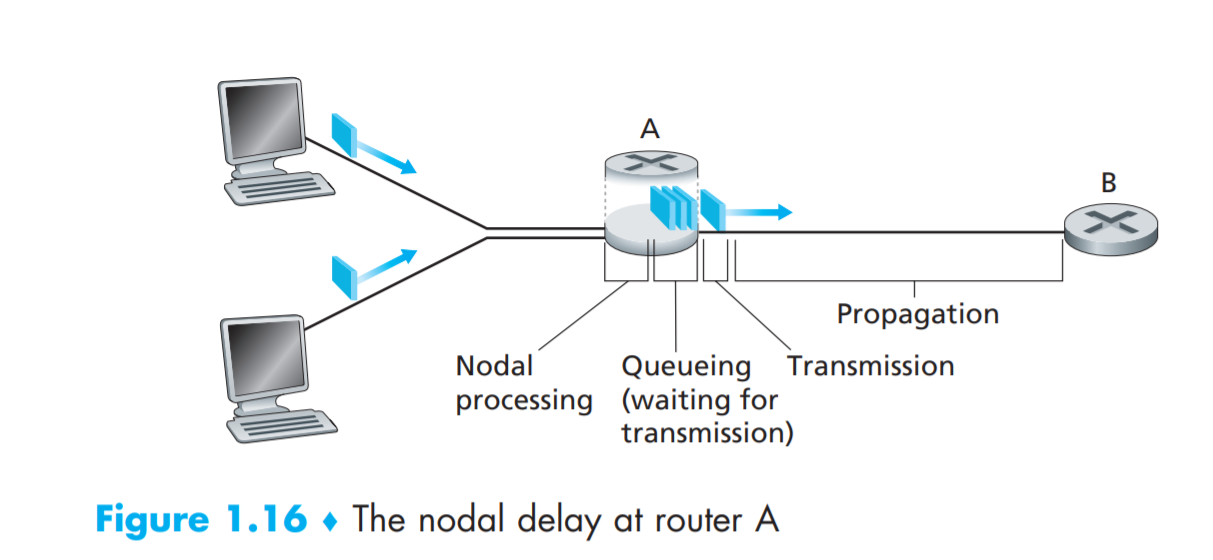 A
B
Propagation
Nodal
processing
Queueing
(waiting for
transmission)
Transmission
Figure 1.16 ♦ The nodal delay at router A